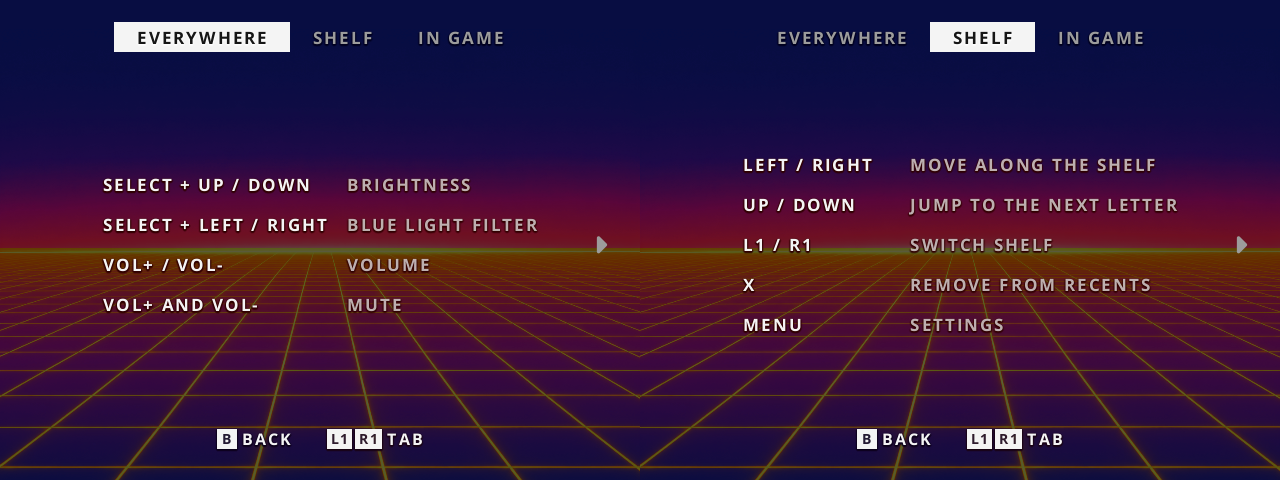 EVERYWHERE SHELF IN GAME
SELECT + UP / DOWN BRIGHTNESS
SELECT + LEFT / RIGHT BLUE LIGHT FILTER
VOL+ / VOL- VOLUME
VOL+ AND VOL- MUTE
B BACK L1 R1 TAB
EVERYWHERE SHELF IN GAME
LEFT / RIGHT MOVE ALONG THE SHELF
UP / DOWN JUMP TO THE NEXT LETTER
L1 / R1 SWITCH SHELF
X REMOVE FROM RECENTS
MENU SETTINGS
B BACK L1 R1 TAB